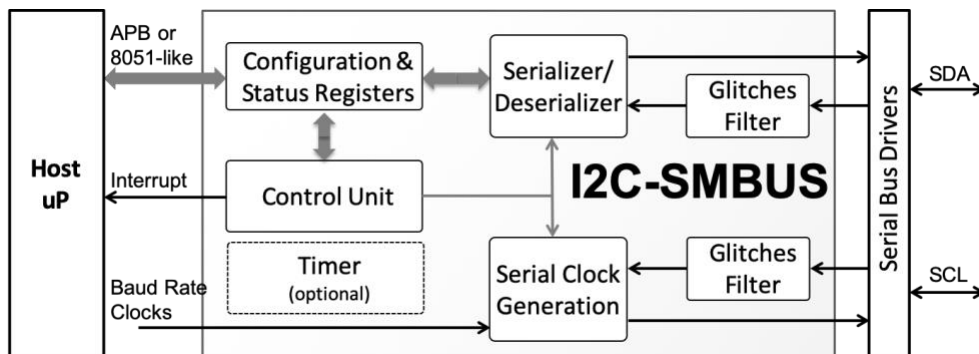 APB or
8051-like
Host
uP
Interrupt
Baud Rate
Clocks
Configuration &
Status Registers
Control Unit
Timer
(optional)
Serializer/
Deserializer
Glitches
Filter
I2C-SMBUS
Serial Clock
Generation
Glitches
Filter
Serial Bus Drivers
SDA
SCL